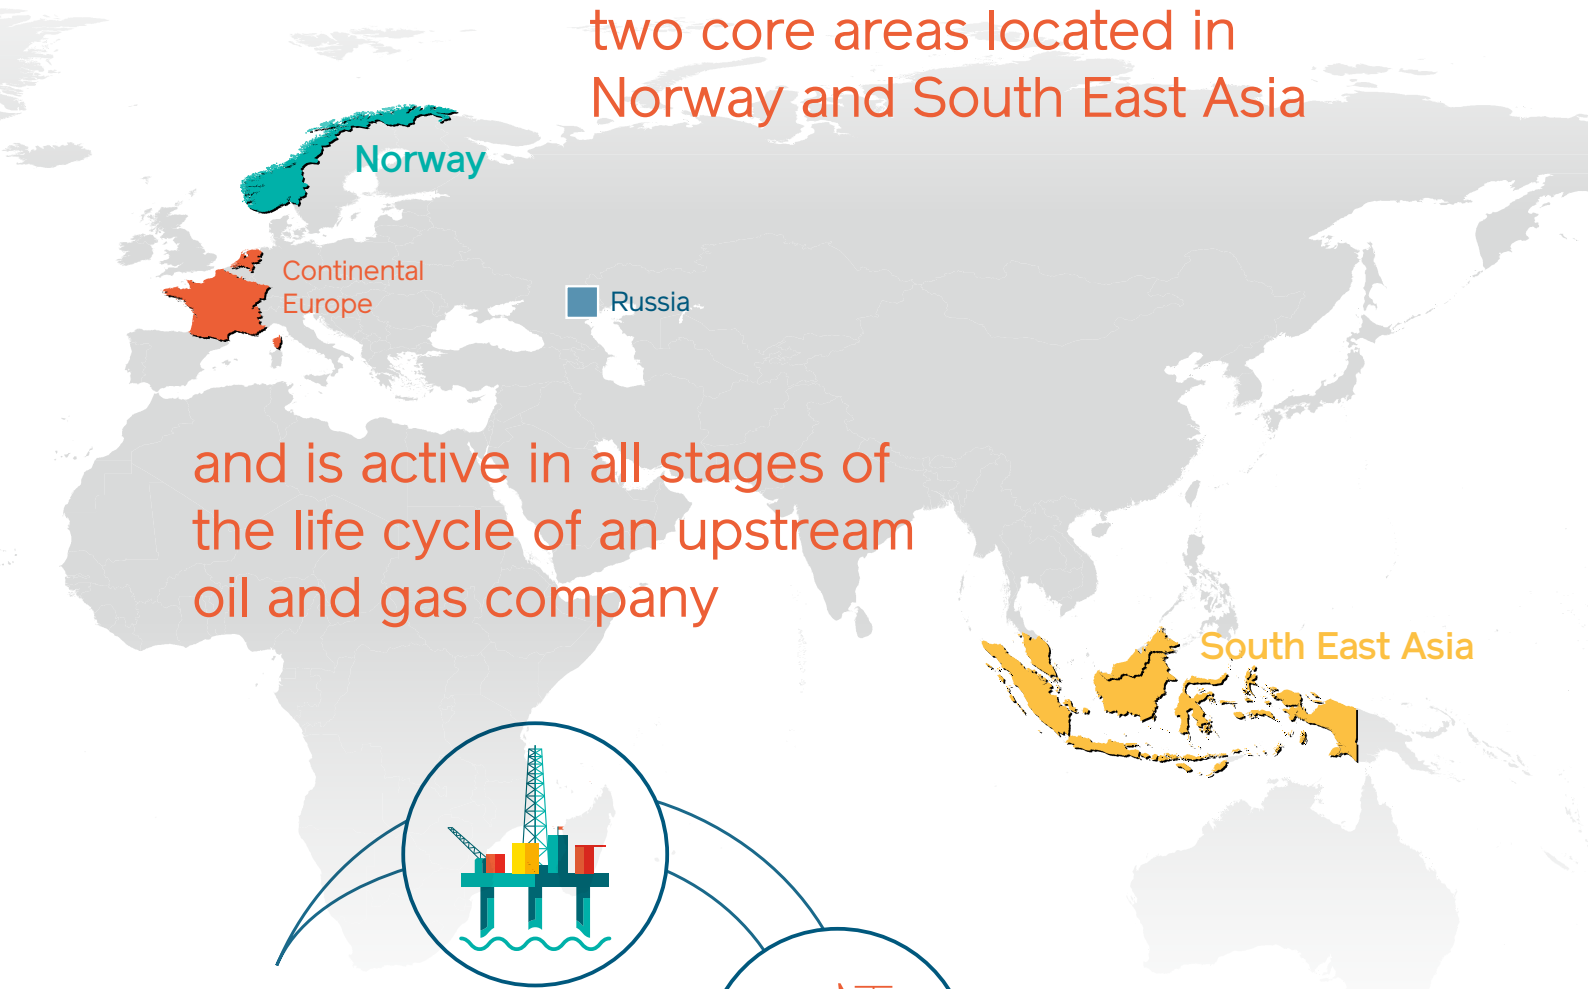 two core areas located in
Norway and South East Asia
Norway
Continental
Europe
Russia
and is active in all stages of
the life cycle of an upstream
oil and gas company
South East Asia